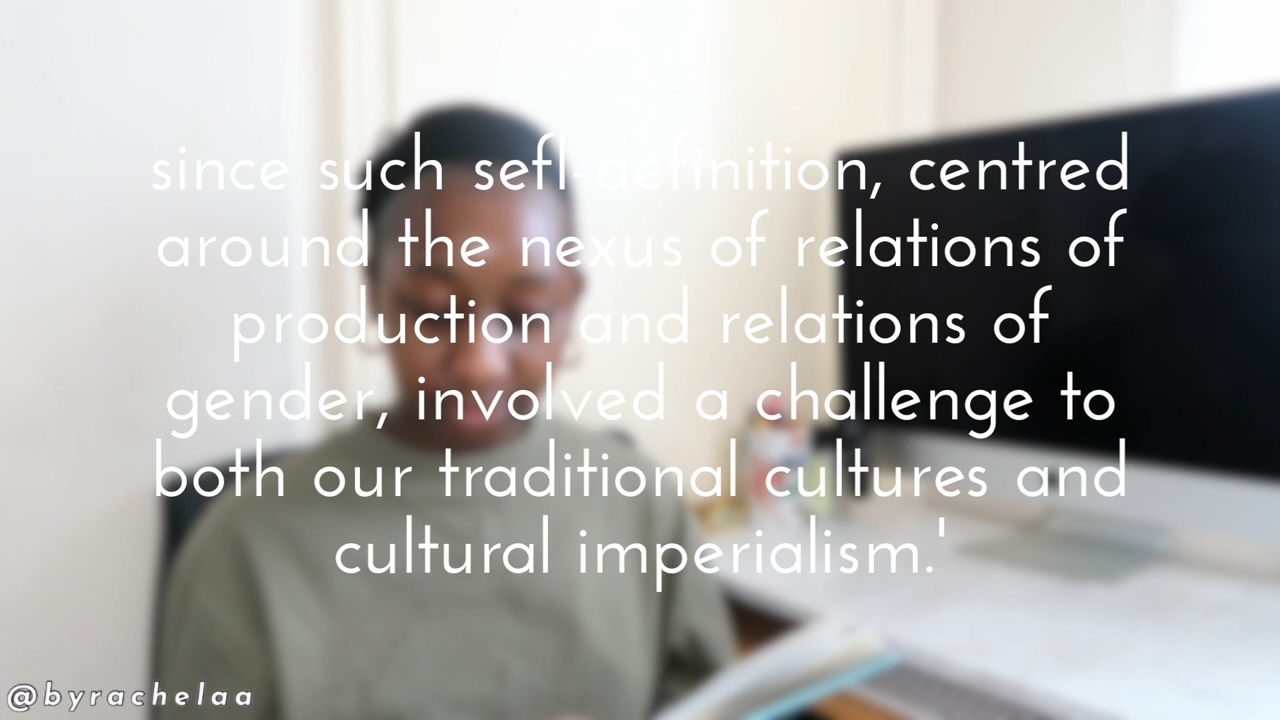 since such sefl-definition, centred
around the nexus of relations of
production and relations of
gender, involved a challenge to
both our traditional cultures and
cultural imperialism.'
@byrachelaa